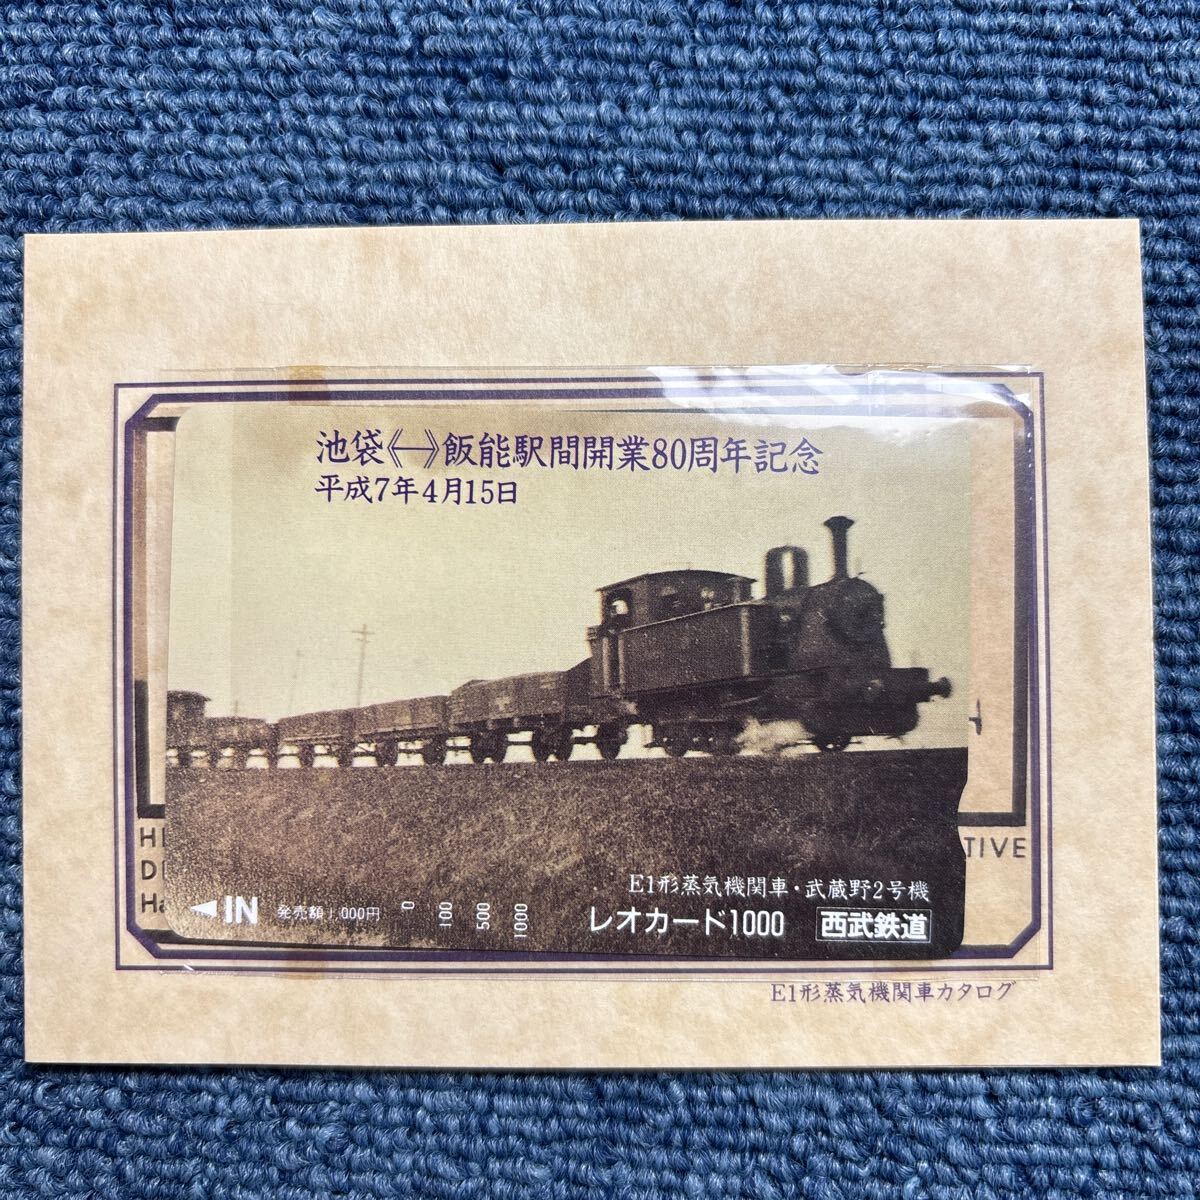 池袋《─》飯能駅間開業80周年記念
平成7年4月15日
TIVE
E1形蒸気機関車・武蔵野2号機
IN 発売額1,000円 0 100 500 1000 レオカード1000 西武鉄道
E1形蒸気機関車カタログ